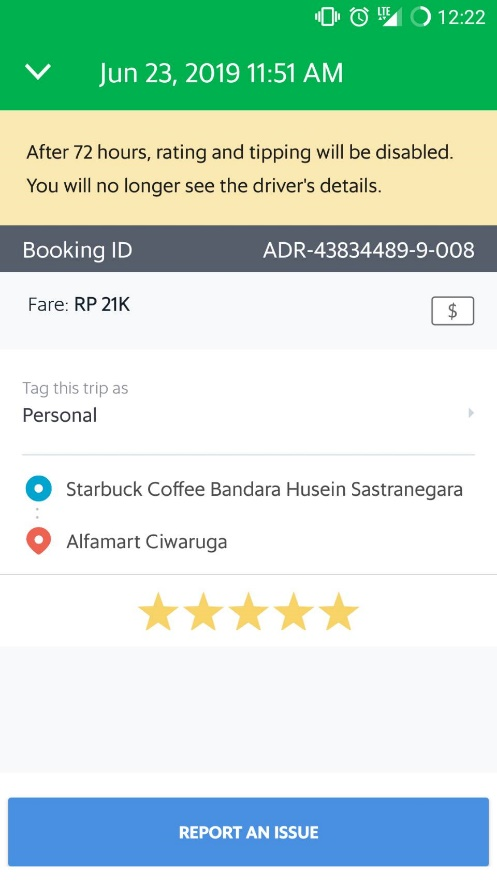 LTE 12:22
Jun 23, 2019 11:51 AM
After 72 hours, rating and tipping will be disabled.
You will no longer see the driver's details.
Booking ID ADR-43834489-9-008
Fare: RP 21K $
Tag this trip as
Personal
Starbuck Coffee Bandara Husein Sastranegara
Alfamart Ciwaruga
REPORT AN ISSUE